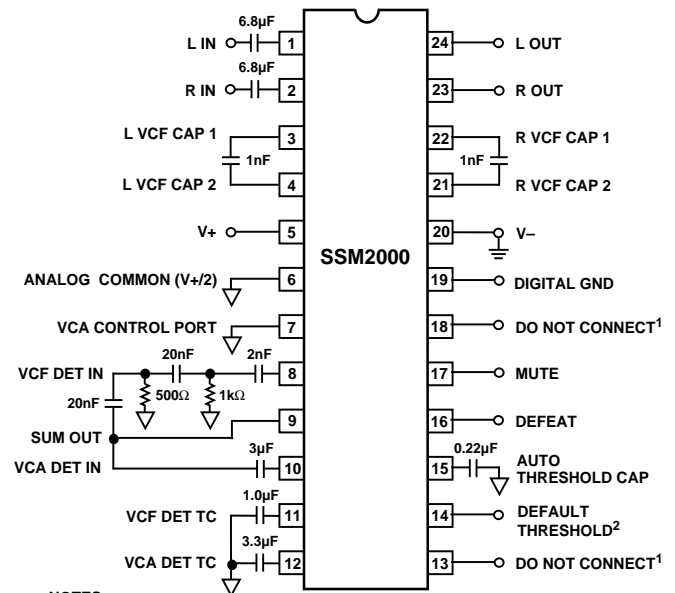 6.8µF
L IN 1 24 L OUT
6.8µF
R IN 2 23 R OUT
L VCF CAP 1 3 22 R VCF CAP 1
1nF 1nF
L VCF CAP 2 4 21 R VCF CAP 2
V+ 5 20 V–
SSM2000
ANALOG COMMON (V+/2) 6 19 DIGITAL GND
VCA CONTROL PORT 7 18 DO NOT CONNECT1
20nF 2nF
VCF DET IN 8 17 MUTE
20nF 500Ω 1kΩ
9 16 DEFEAT
SUM OUT
3µF 0.22µF
VCA DET IN 10 15 AUTO
THRESHOLD CAP
1.0µF
VCF DET TC 11 14 DEFAULT
THRESHOLD2
3.3µF
VCA DET TC 12 13 DO NOT CONNECT1